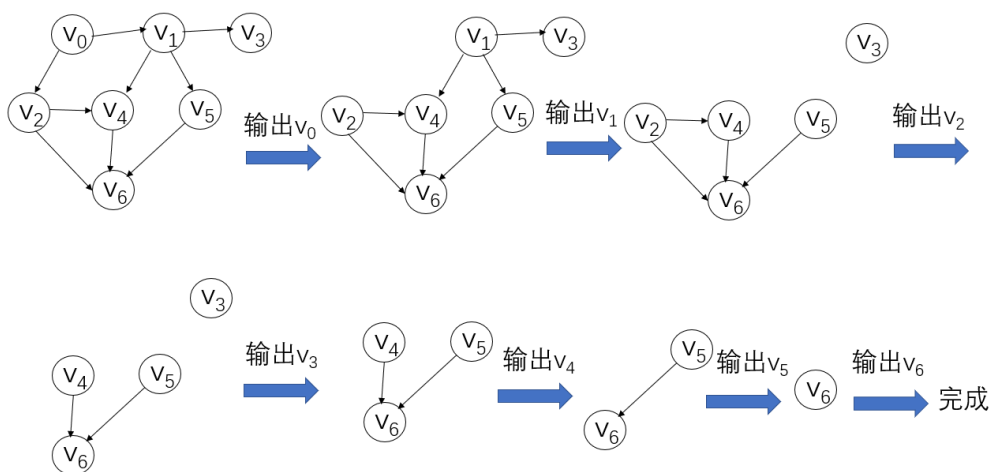 V₀ V₁ V₃
V₂ V₄ V₅
V₆
输出v₀
V₁ V₃
V₂ V₄ V₅
V₆
输出v₁
V₃
V₂ V₄ V₅
V₆
输出v₂
V₃
V₄ V₅
V₆
输出v₃
V₄ V₅
V₆
输出v₄
V₅
V₆
输出v₅
V₆
输出v₆
完成